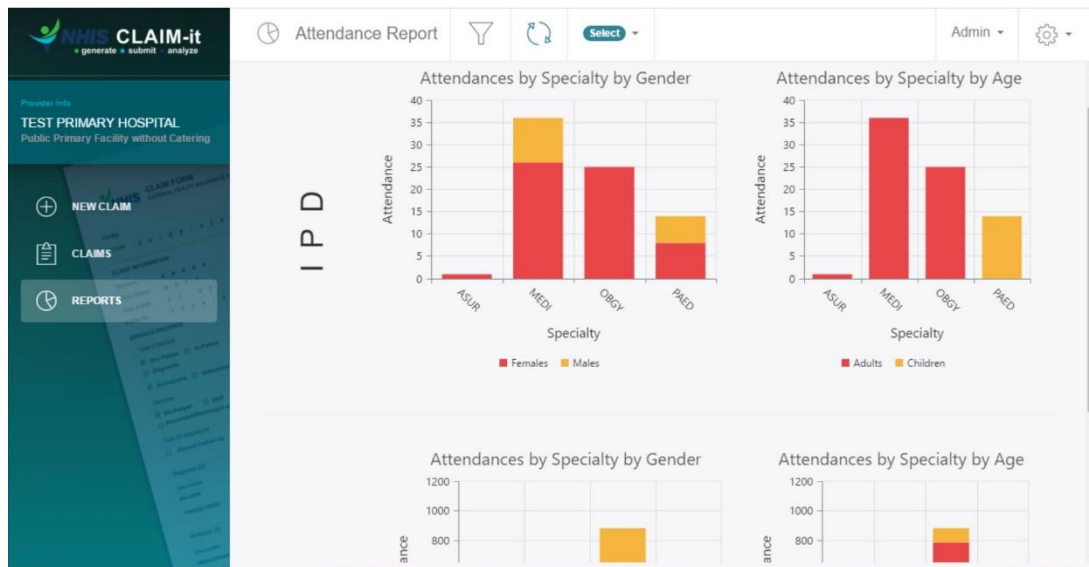 NHIS CLAIM-it
generate submit analyze
Attendance Report
Select
Admin
Provider Info
TEST PRIMARY HOSPITAL
Public Primary Facility without Catering
NEW CLAIM
CLAIMS
REPORTS
CLAIM FORM
IPD
Attendances by Specialty by Gender
40
35
30
25
20
15
10
5
0
Attendance
ASUR MEDI OBGY PAED
Specialty
Females Males
Attendances by Specialty by Age
40
35
30
25
20
15
10
5
0
Attendance
ASUR MEDI OBGY PAED
Specialty
Adults Children
Attendances by Specialty by Gender
1200
1000
800
ance
Attendances by Specialty by Age
1200
1000
800
ance